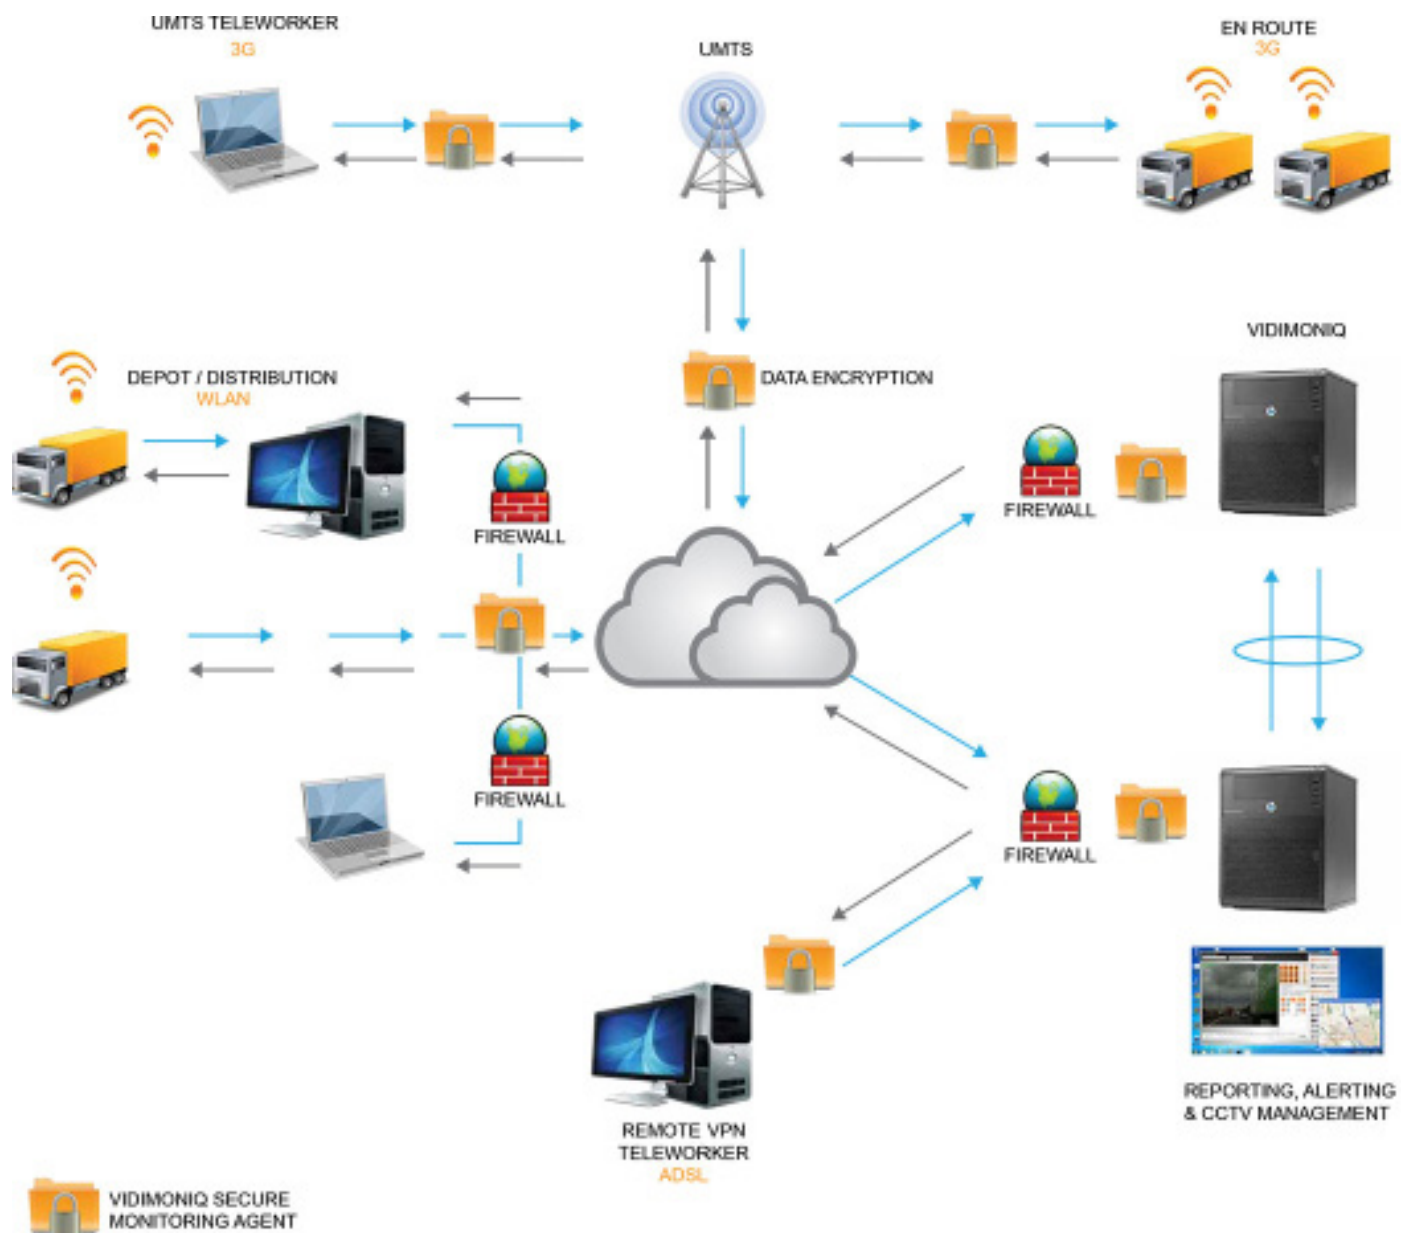 UMTS TELEWORKER
3G
UMTS
EN ROUTE
3G
VIDIMONIQ
DEPOT / DISTRIBUTION
WLAN
DATA ENCRYPTION
FIREWALL
FIREWALL
FIREWALL
FIREWALL
REPORTING, ALERTING
& CCTV MANAGEMENT
REMOTE VPN
TELEWORKER
ADSL
VIDIMONIQ SECURE
MONITORING AGENT